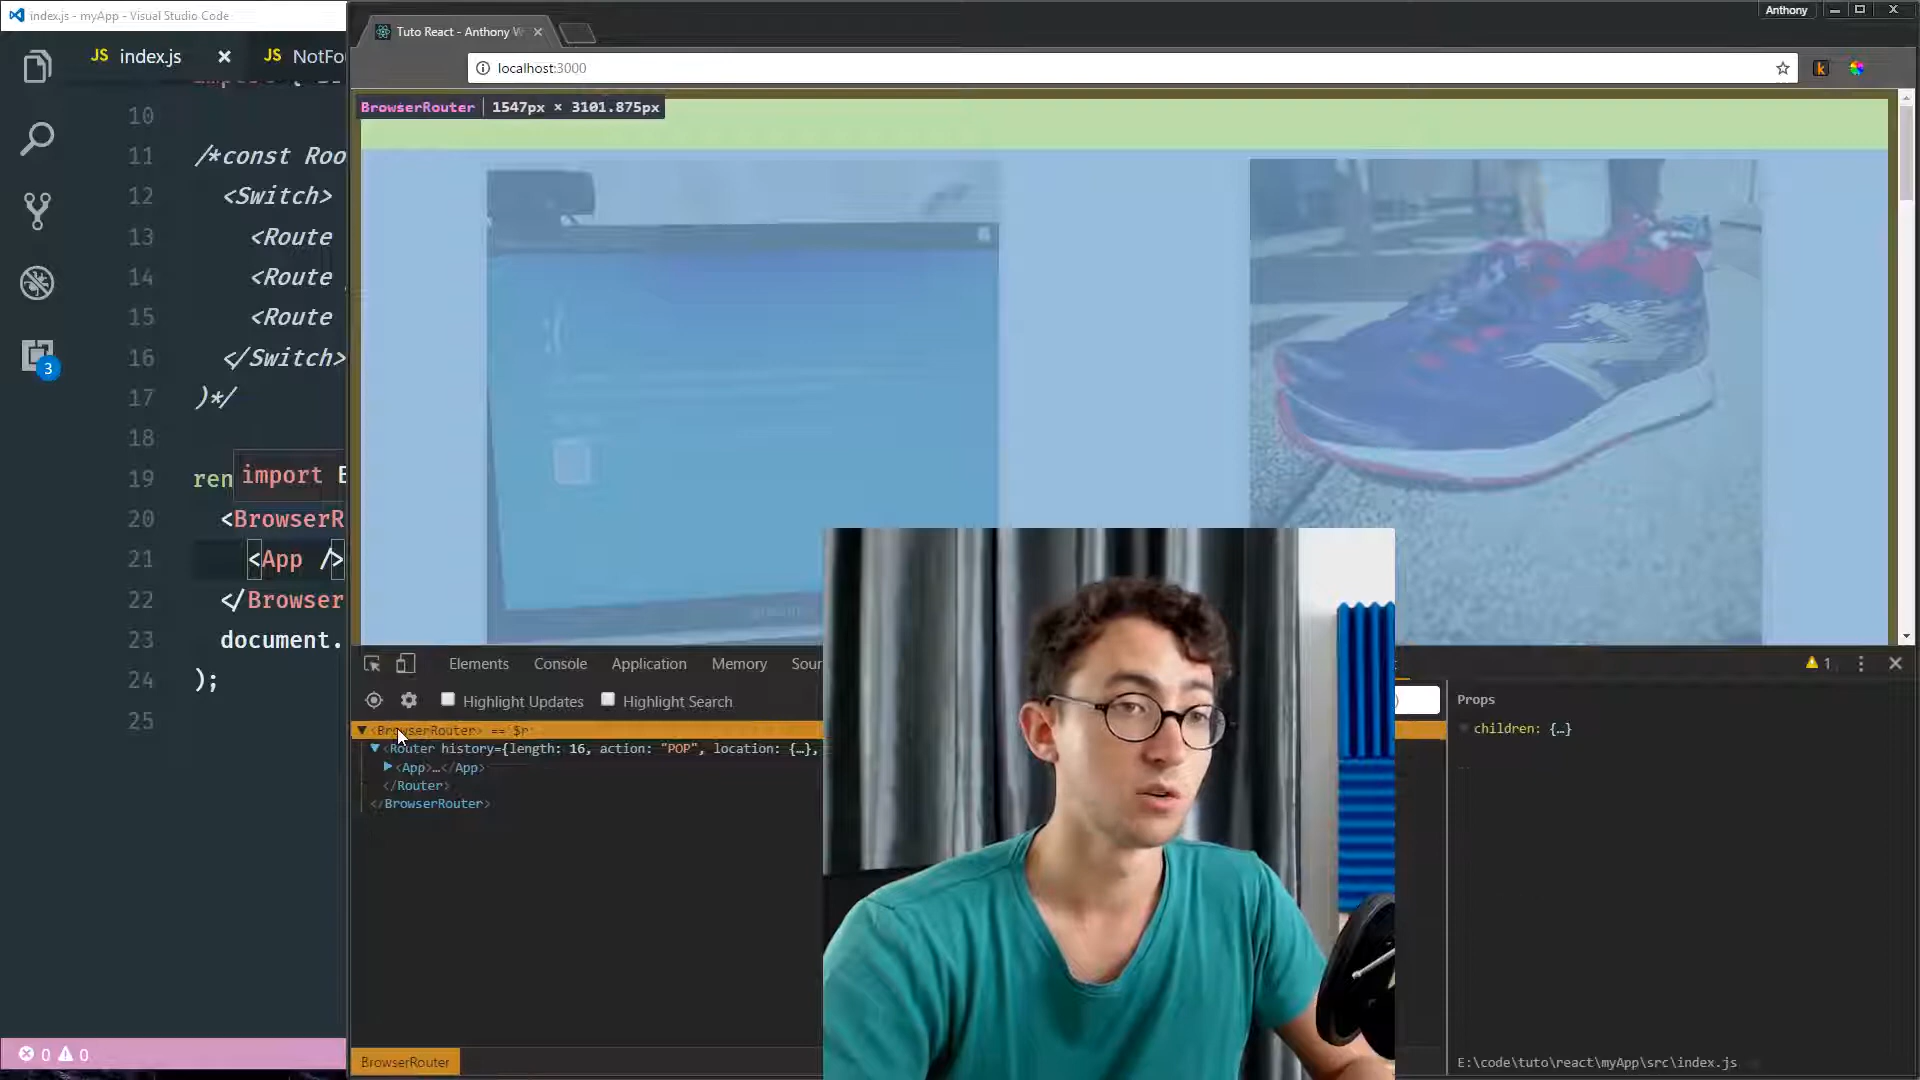 index.js - myApp - Visual Studio Code
Anthony
JS index.js
JS NotFo
Tuto React - Anthony W
localhost:3000
BrowserRouter 1547px × 3101.875px
10
11 /*const Roo
12 <Switch>
13 <Route
14 <Route
15 <Route
16 </Switch>
17 )*/
18
19 ren
import
20 <BrowserR
21 <App />
22 </Browser
23 document.
24 );
25
3
Elements Console Application Memory Sour
1
Highlight Updates Highlight Search
Props
<BrowserRouter> == $r
children: {…}
<Router history={length: 16, action: "POP", location: {…},
<App>…</App>
</Router>
</BrowserRouter>
0 0
BrowserRouter
E:\code\tuto\react\myApp\src\index.js